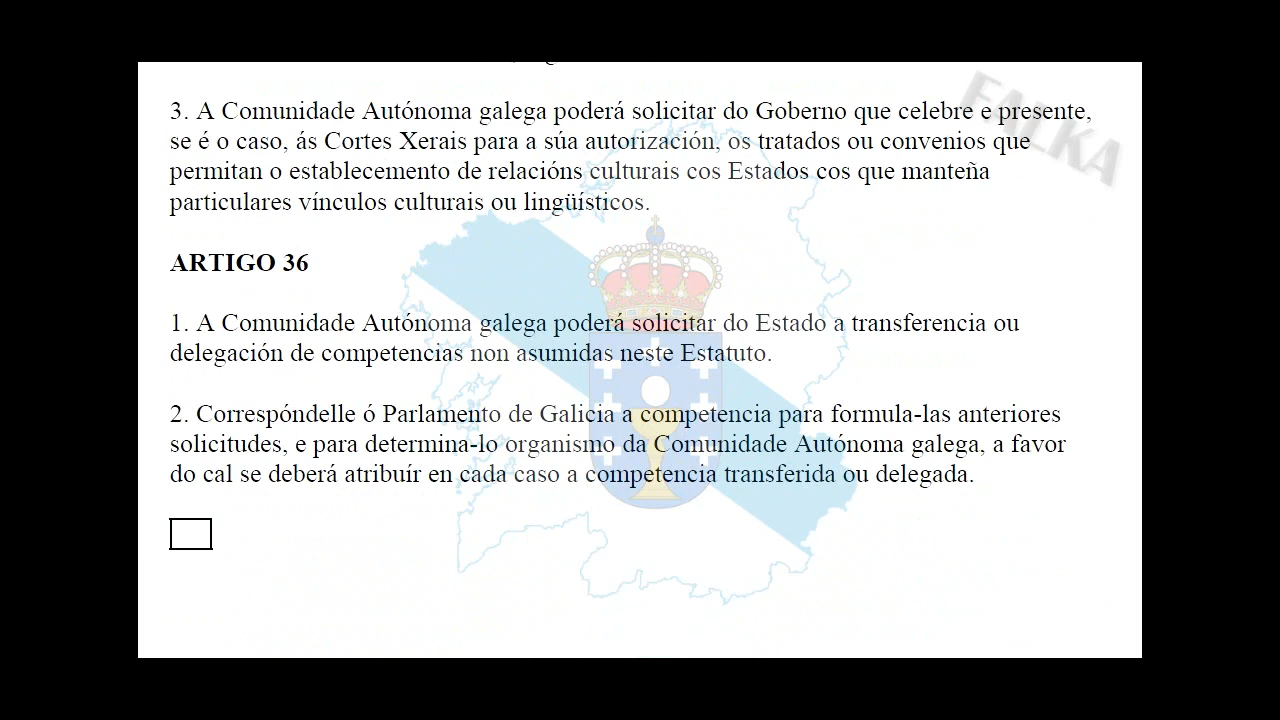 FALKA
3. A Comunidade Autónoma galega poderá solicitar do Goberno que celebre e presente,
se é o caso, ás Cortes Xerais para a súa autorización, os tratados ou convenios que
permitan o establecemento de relacións culturais cos Estados cos que manteña
particulares vínculos culturais ou lingüísticos.
ARTIGO 36
1. A Comunidade Autónoma galega poderá solicitar do Estado a transferencia ou
delegación de competencias non asumidas neste Estatuto.
2. Correspóndelle ó Parlamento de Galicia a competencia para formula-las anteriores
solicitudes, e para determina-lo organismo da Comunidade Autónoma galega, a favor
do cal se deberá atribuír en cada caso a competencia transferida ou delegada.